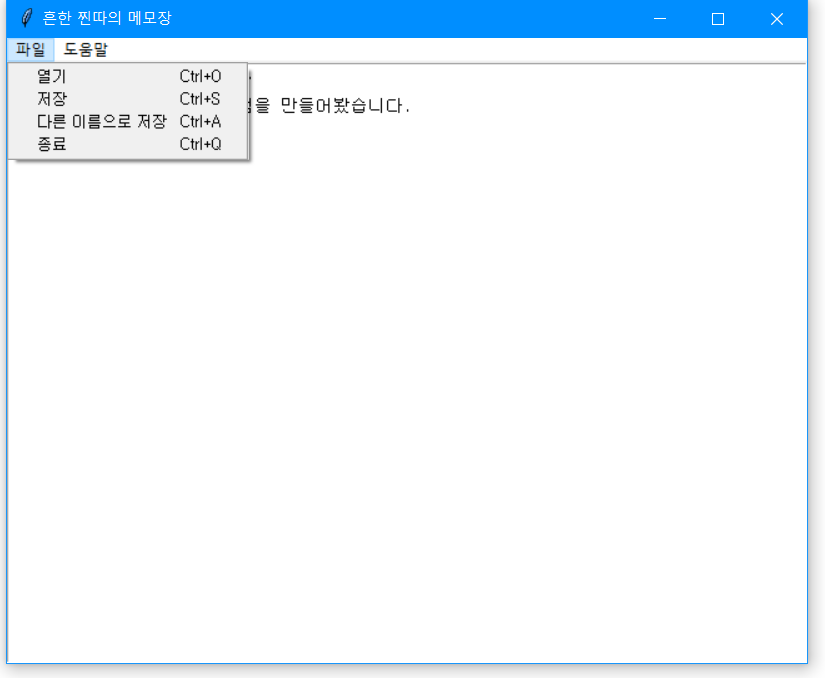 흔한 찐따의 메모장
파일 도움말
열기 Ctrl+O
저장 Ctrl+S
다른 이름으로 저장 Ctrl+A
종료 Ctrl+Q
만들어봤습니다.